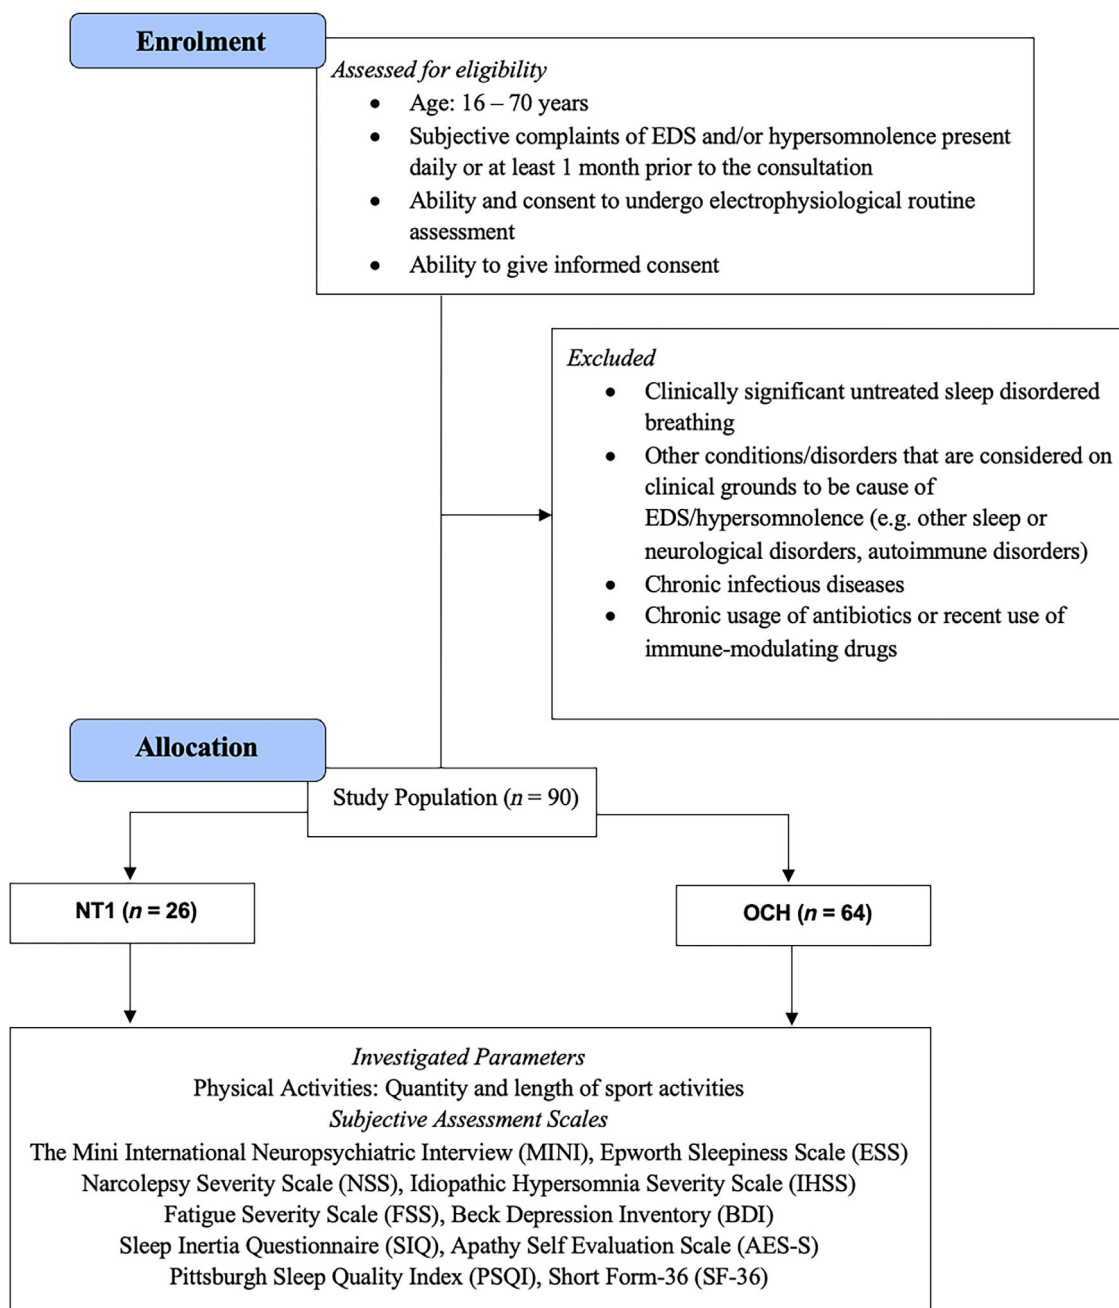 Enrolment
Assessed for eligibility
• Age: 16 – 70 years
• Subjective complaints of EDS and/or hypersomnolence present
daily or at least 1 month prior to the consultation
• Ability and consent to undergo electrophysiological routine
assessment
• Ability to give informed consent
Excluded
• Clinically significant untreated sleep disordered
breathing
• Other conditions/disorders that are considered on
clinical grounds to be cause of
EDS/hypersomnolence (e.g. other sleep or
neurological disorders, autoimmune disorders)
• Chronic infectious diseases
• Chronic usage of antibiotics or recent use of
immune-modulating drugs
Allocation
Study Population (n = 90)
NT1 (n = 26)
OCH (n = 64)
Investigated Parameters
Physical Activities: Quantity and length of sport activities
Subjective Assessment Scales
The Mini International Neuropsychiatric Interview (MINI), Epworth Sleepiness Scale (ESS)
Narcolepsy Severity Scale (NSS), Idiopathic Hypersomnia Severity Scale (IHSS)
Fatigue Severity Scale (FSS), Beck Depression Inventory (BDI)
Sleep Inertia Questionnaire (SIQ), Apathy Self Evaluation Scale (AES-S)
Pittsburgh Sleep Quality Index (PSQI), Short Form-36 (SF-36)